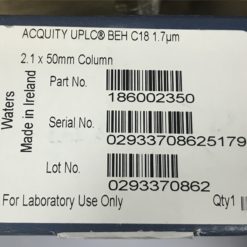 ACQUITY UPLC® BEH C18 1.7µm
2.1 x 50mm Column
Part No.
186002350
Serial No.
02933708625179
Lot No.
0293370862
For Laboratory Use Only
Qty1
Waters
Made in Ireland